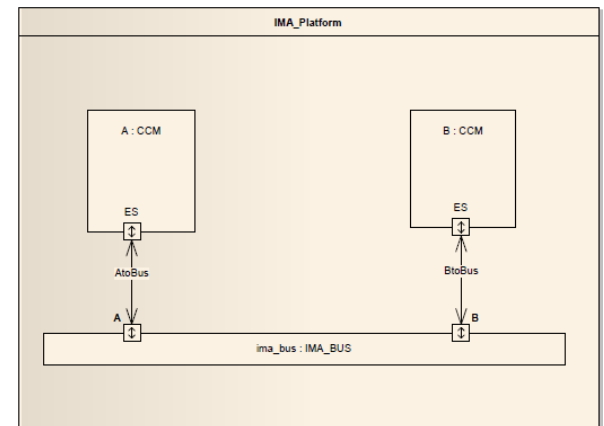 IMA_Platform
A : CCM
B : CCM
ES
ES
AtoBus
BtoBus
A
B
ima_bus : IMA_BUS